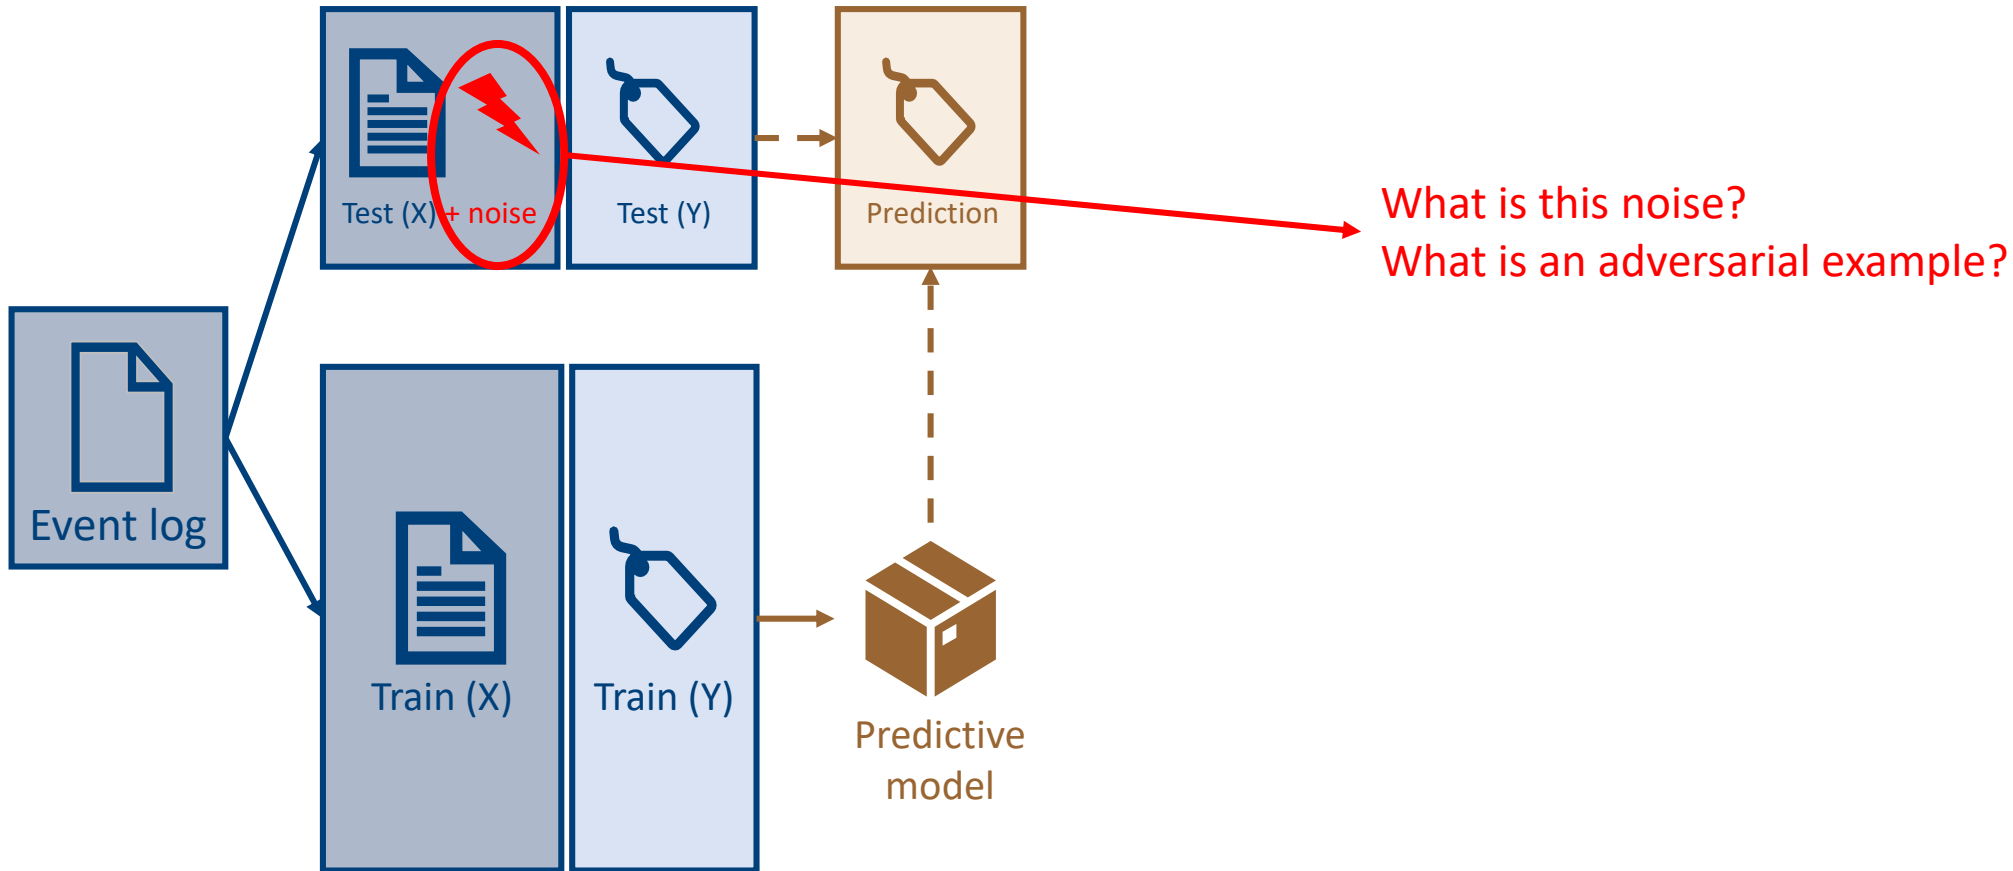 Test (X) + noise
Test (Y)
Prediction
What is this noise?
What is an adversarial example?
Event log
Train (X)
Train (Y)
Predictive
model